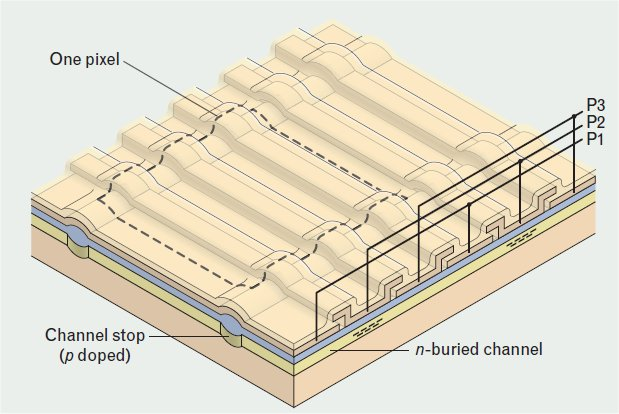 One pixel
P3
P2
P1
Channel stop
(p doped)
n-buried channel